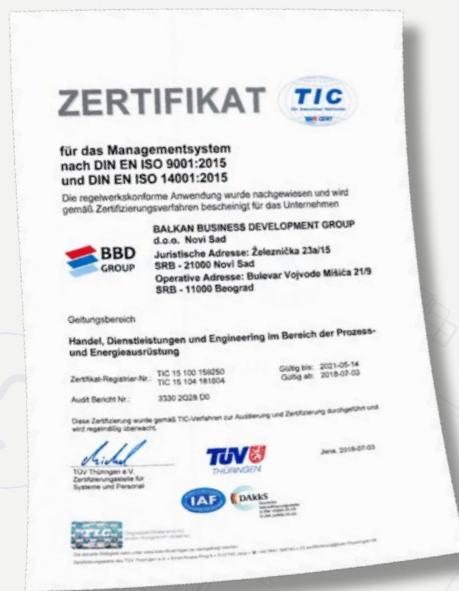 ZERTIFIKAT
TIC
TÜV CERT
für das Managementsystem
nach DIN EN ISO 9001:2015
und DIN EN ISO 14001:2015
Die regelwerkskonforme Anwendung wurde nachgewiesen und wird
gemäß Zertifizierungsverfahren bescheinigt für das Unternehmen
BALKAN BUSINESS DEVELOPMENT GROUP
d.o.o. Novi Sad
BBD
GROUP
Juristische Adresse: Železnička 23a/15
SRB - 21000 Novi Sad
Operative Adresse: Bulevar Vojvode Mišića 21/9
SRB - 11000 Beograd
Geltungsbereich
Handel, Dienstleistungen und Engineering im Bereich der Prozess-
und Energieausrüstung
Zertifikat-Registrier-Nr.: TIC 15 100 159250 Gültig bis: 2021-05-14
TIC 15 104 181804 Gültig ab: 2018-07-03
Audit Bericht Nr.: 3330 2Q28 D0
Diese Zertifizierung wurde gemäß TIC-Verfahren zur Auditierung und Zertifizierung durchgeführt und
wird regelmäßig überwacht.
TÜV Thüringen e.V.
Zertifizierungsstelle für
Systeme und Personal
TÜV
THÜRINGEN
Jena, 2018-07-03
IAF
DAkkS
TIC